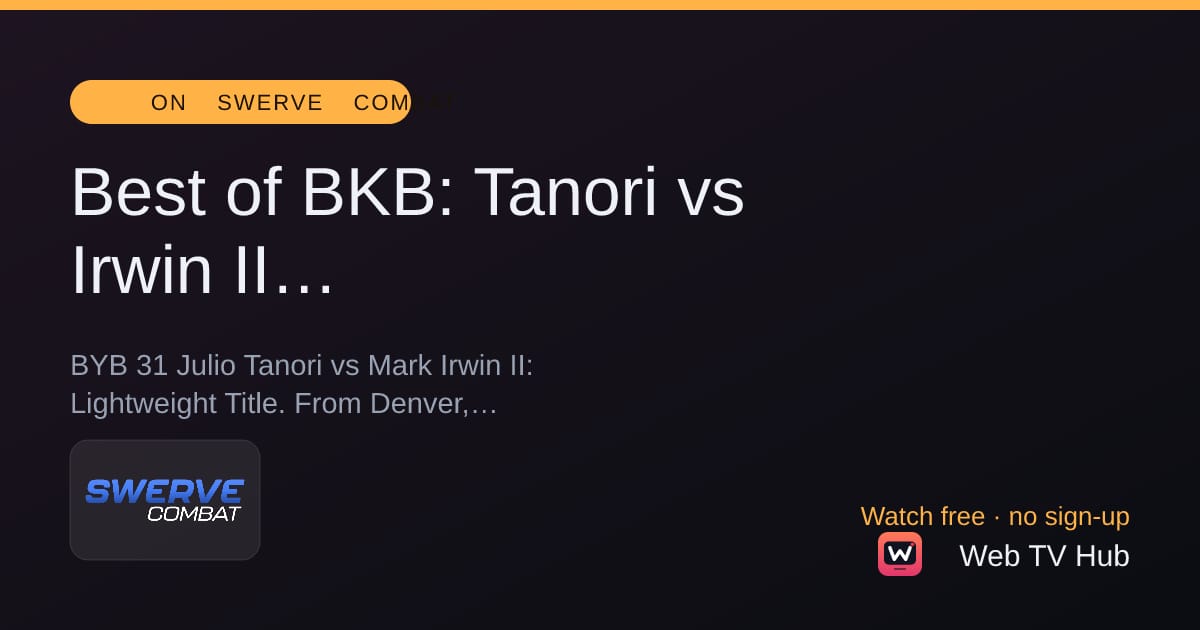 ON SWERVE COMBAT
Best of BKB: Tanori vs
Irwin II…
BYB 31 Julio Tanori vs Mark Irwin II:
Lightweight Title. From Denver,…
SWERVE
COMBAT
Watch free · no sign-up
W
Web TV Hub